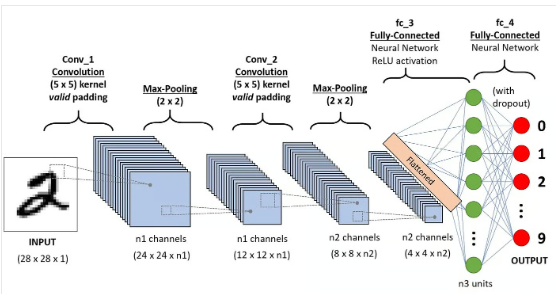 fc_3
Fully-Connected
Neural Network
ReLU activation
fc_4
Fully-Connected
Neural Network
Conv_1
Convolution
(5 x 5) kernel
valid padding
Max-Pooling
(2 x 2)
Conv_2
Convolution
(5 x 5) kernel
valid padding
Max-Pooling
(2 x 2)
(with
dropout)
Flattened
2
0
1
2
9
INPUT
(28 x 28 x 1)
n1 channels
(24 x 24 x n1)
n1 channels
(12 x 12 x n1)
n2 channels
(8 x 8 x n2)
n2 channels
(4 x 4 x n2)
n3 units
OUTPUT